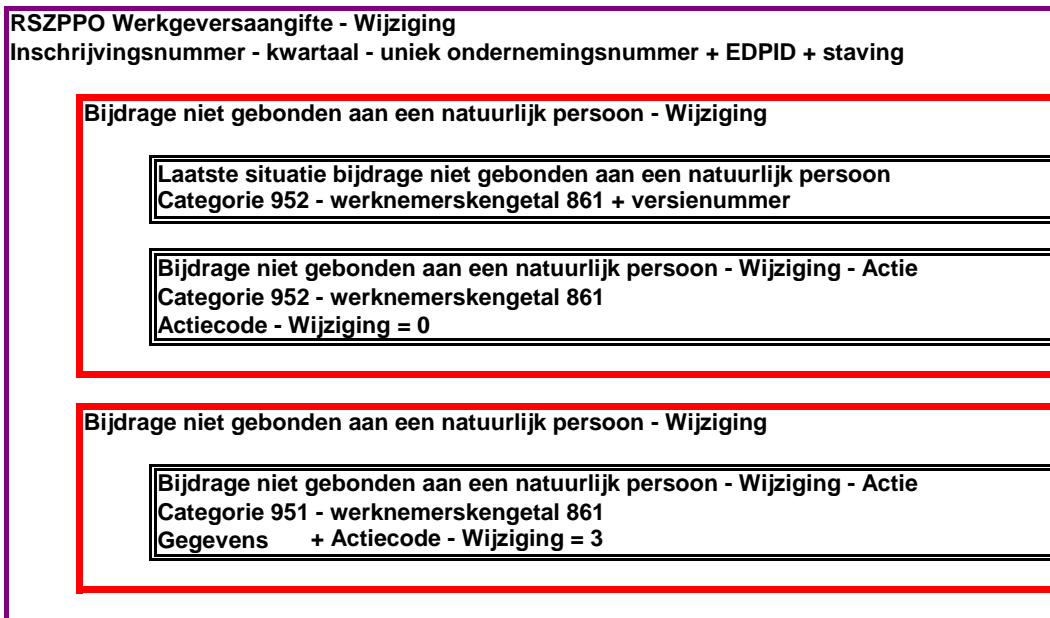 RSZPPO Werkgeversaangifte - Wijziging
Inschrijvingsnummer - kwartaal - uniek ondernemingsnummer + EDPID + staving
Bijdrage niet gebonden aan een natuurlijk persoon - Wijziging
Laatste situatie bijdrage niet gebonden aan een natuurlijk persoon
Categorie 952 - werknemerskengetal 861 + versienummer
Bijdrage niet gebonden aan een natuurlijk persoon - Wijziging - Actie
Categorie 952 - werknemerskengetal 861
Actiecode - Wijziging = 0
Bijdrage niet gebonden aan een natuurlijk persoon - Wijziging
Bijdrage niet gebonden aan een natuurlijk persoon - Wijziging - Actie
Categorie 951 - werknemerskengetal 861
Gegevens + Actiecode - Wijziging = 3